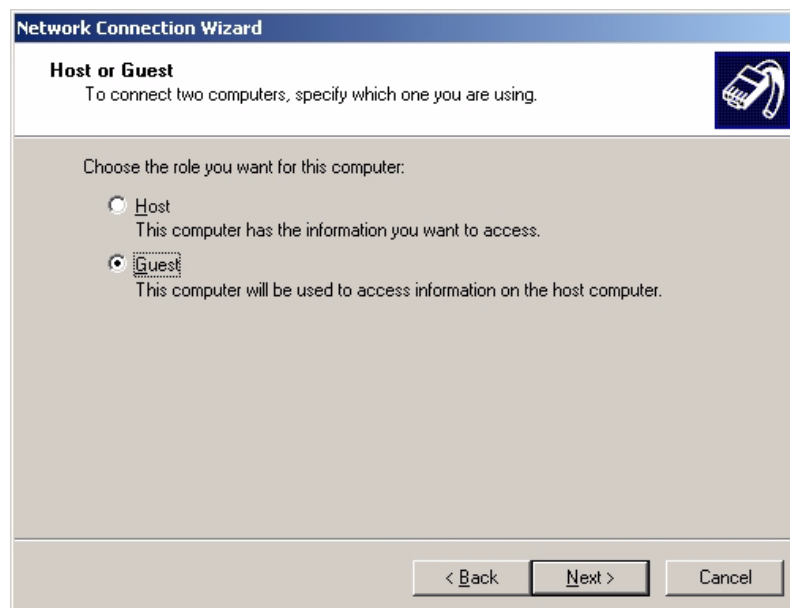 Network Connection Wizard
Host or Guest
To connect two computers, specify which one you are using.
Choose the role you want for this computer:
Host
This computer has the information you want to access.
Guest
This computer will be used to access information on the host computer.
< Back
Next >
Cancel